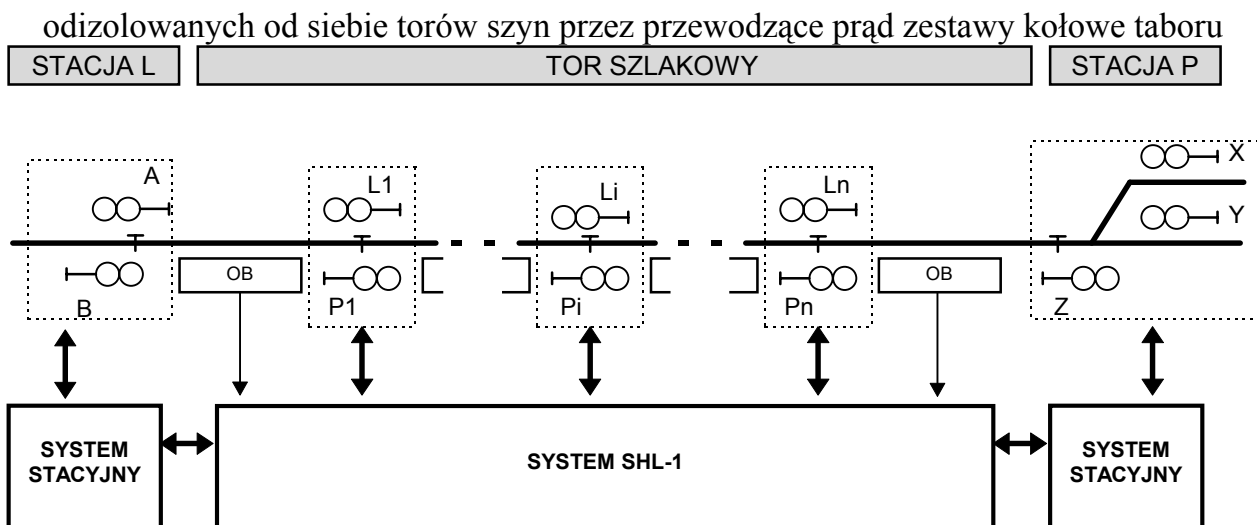 odizolowanych od siebie torów szyn przez przewodzące prąd zestawy kołowe taboru
STACJA L TOR SZLAKOWY STACJA P
A L1 Li Ln X
Y
OB OB
B P1 Pi Pn Z
SYSTEM STACYJNY
SYSTEM SHL-1
SYSTEM STACYJNY